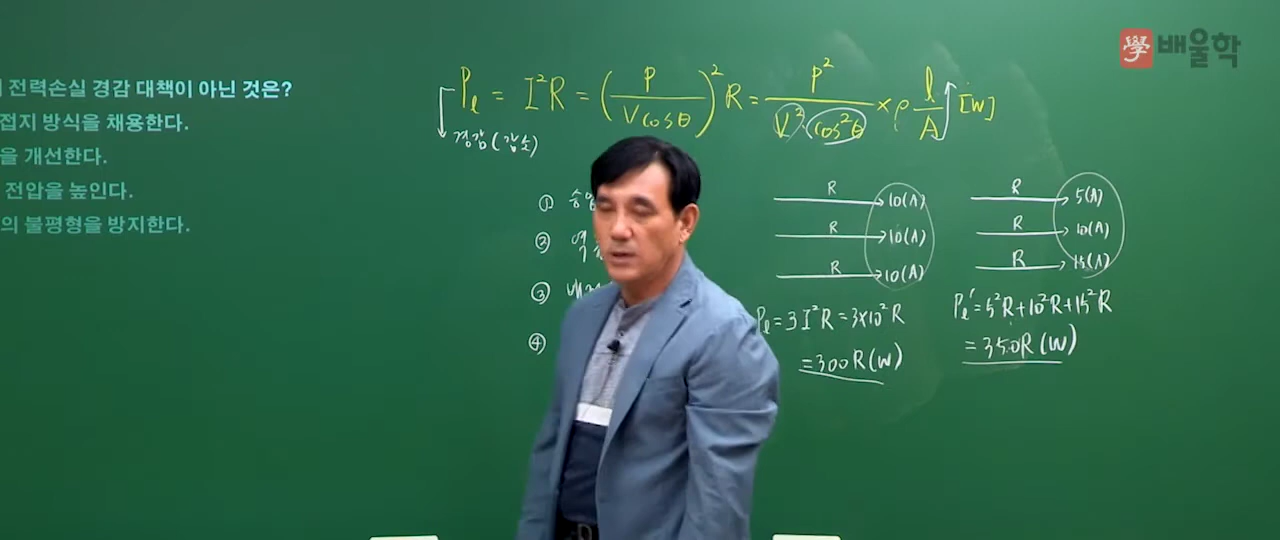 學 배울학
전력손실 경감 대책이 아닌 것은?
접지 방식을 채용한다.
을 개선한다.
전압을 높인다.
의 불평형을 방지한다.
Pℓ = I²R = (P / V cosθ)² R = P² / V² · cos²θ × ρ ℓ / A [W]
경감(감소)
①
②
③
④
R 10(A)
R 10(A)
R 10(A)
Pℓ = 3I²R = 3×10²R
= 300R(W)
R 5(A)
R 10(A)
R 15(A)
Pℓ' = 5²R + 10²R + 15²R
= 350R(W)